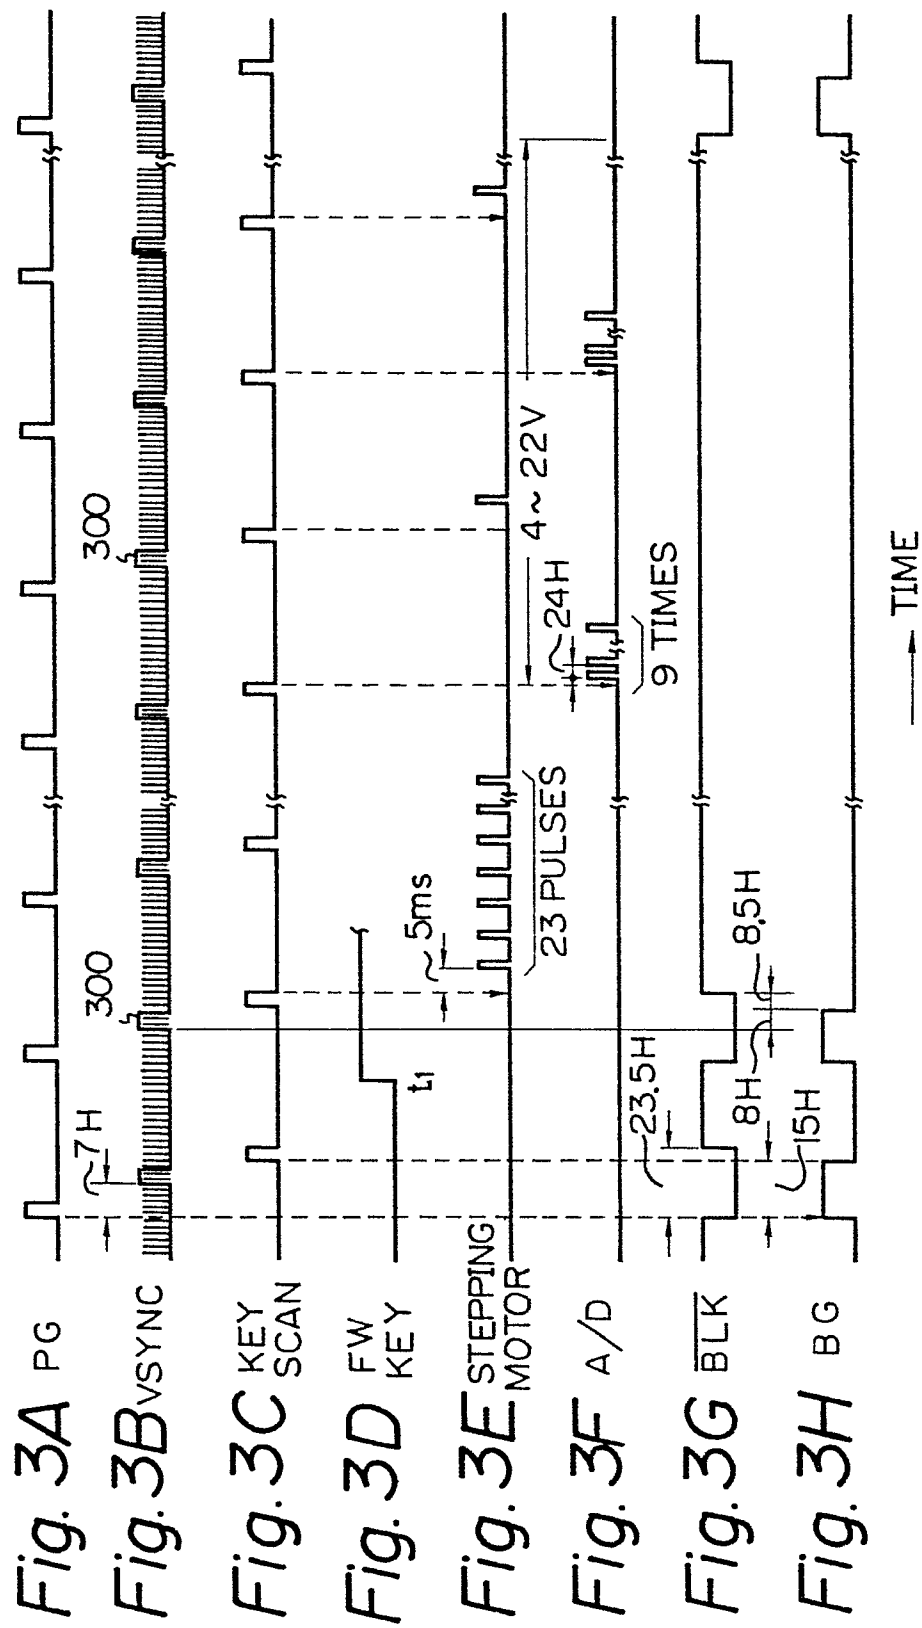 Fig. 3A PG
7H
Fig. 3B VSYNC
300
300
Fig. 3C KEY
SCAN
Fig. 3D FW
KEY
t1
5ms
Fig. 3E STEPPING
MOTOR
23 PULSES
4~22V
Fig. 3F A/D
24H
9 TIMES
Fig. 3G BLK
23.5H
8H
8.5H
Fig. 3H BG
15H
TIME